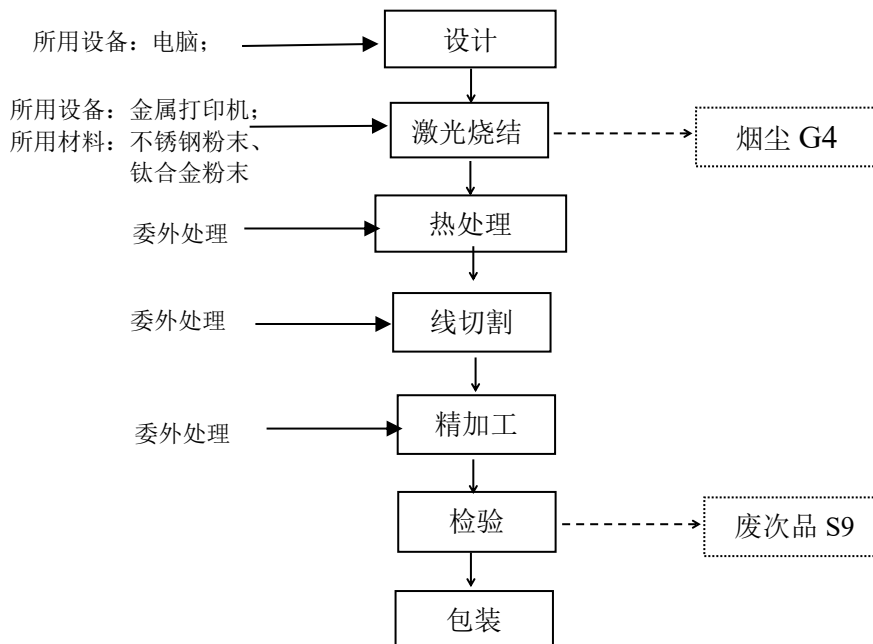 所用设备：电脑；
设计
所用设备：金属打印机；
所用材料：不锈钢粉末、
钛合金粉末
激光烧结
烟尘 G4
委外处理
热处理
委外处理
线切割
委外处理
精加工
检验
废次品 S9
包装